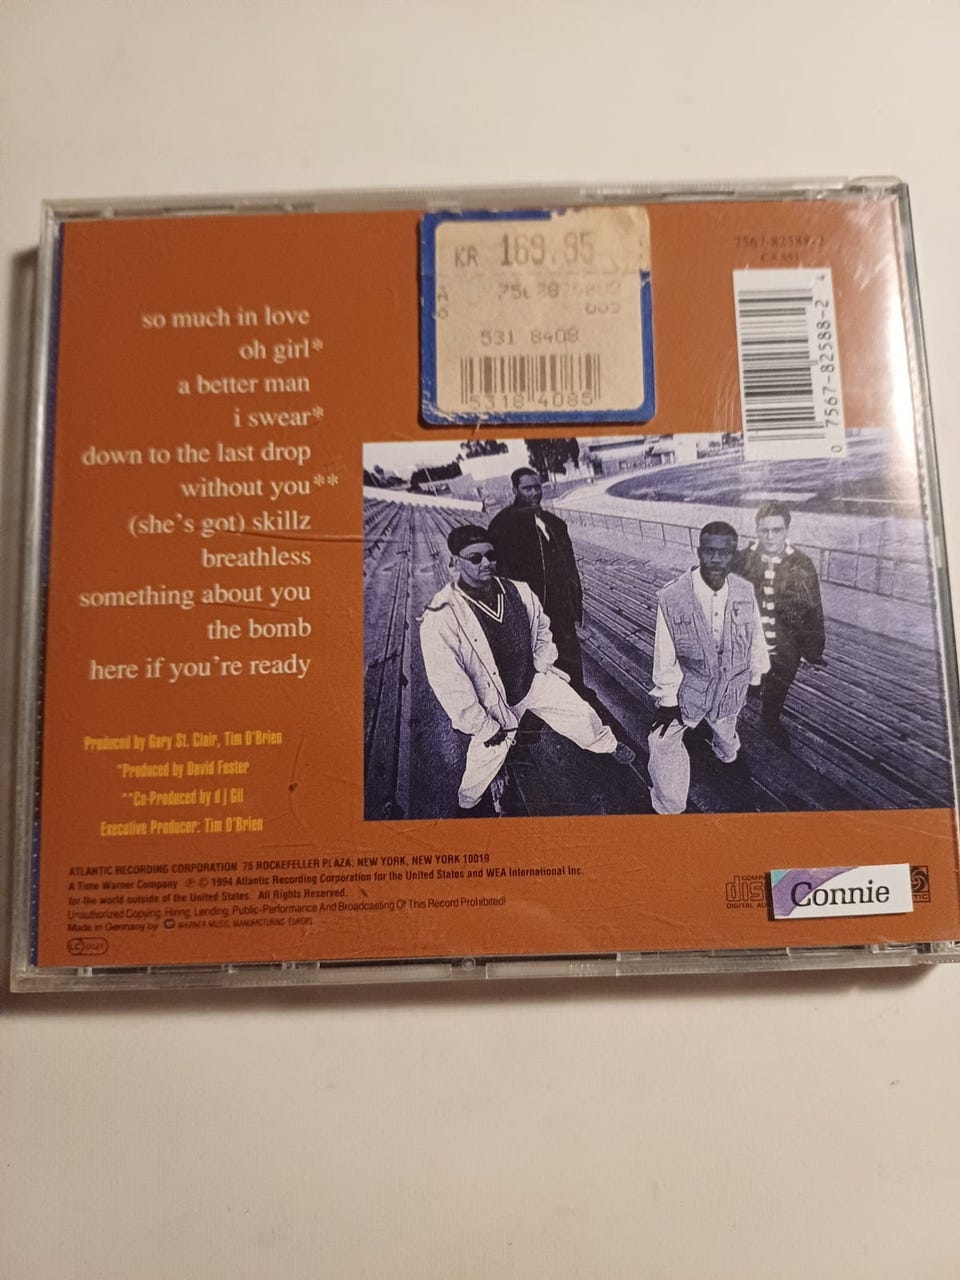 KR 169.95
531 8408
5318 4085
7567-82588-2
0 7567-82588-2 4
so much in love
oh girl*
a better man
i swear*
down to the last drop
without you**
(she's got) skillz
breathless
something about you
the bomb
here if you're ready
Produced by Gary St. Clair, Tim O'Brien
*Produced by David Foster
**Co-Produced by d | Gil
Executive Producer: Tim O'Brien
ATLANTIC RECORDING CORPORATION 75 ROCKEFELLER PLAZA, NEW YORK, NEW YORK 10019
A Time Warner Company ℗ © 1994 Atlantic Recording Corporation for the United States and WEA International Inc.
for the world outside of the United States. All Rights Reserved.
Unauthorized Copying, Hiring, Lending, Public-Performance And Broadcasting Of This Record Prohibited!
Made in Germany by WARNER MUSIC MANUFACTURING EUROPE
Connie